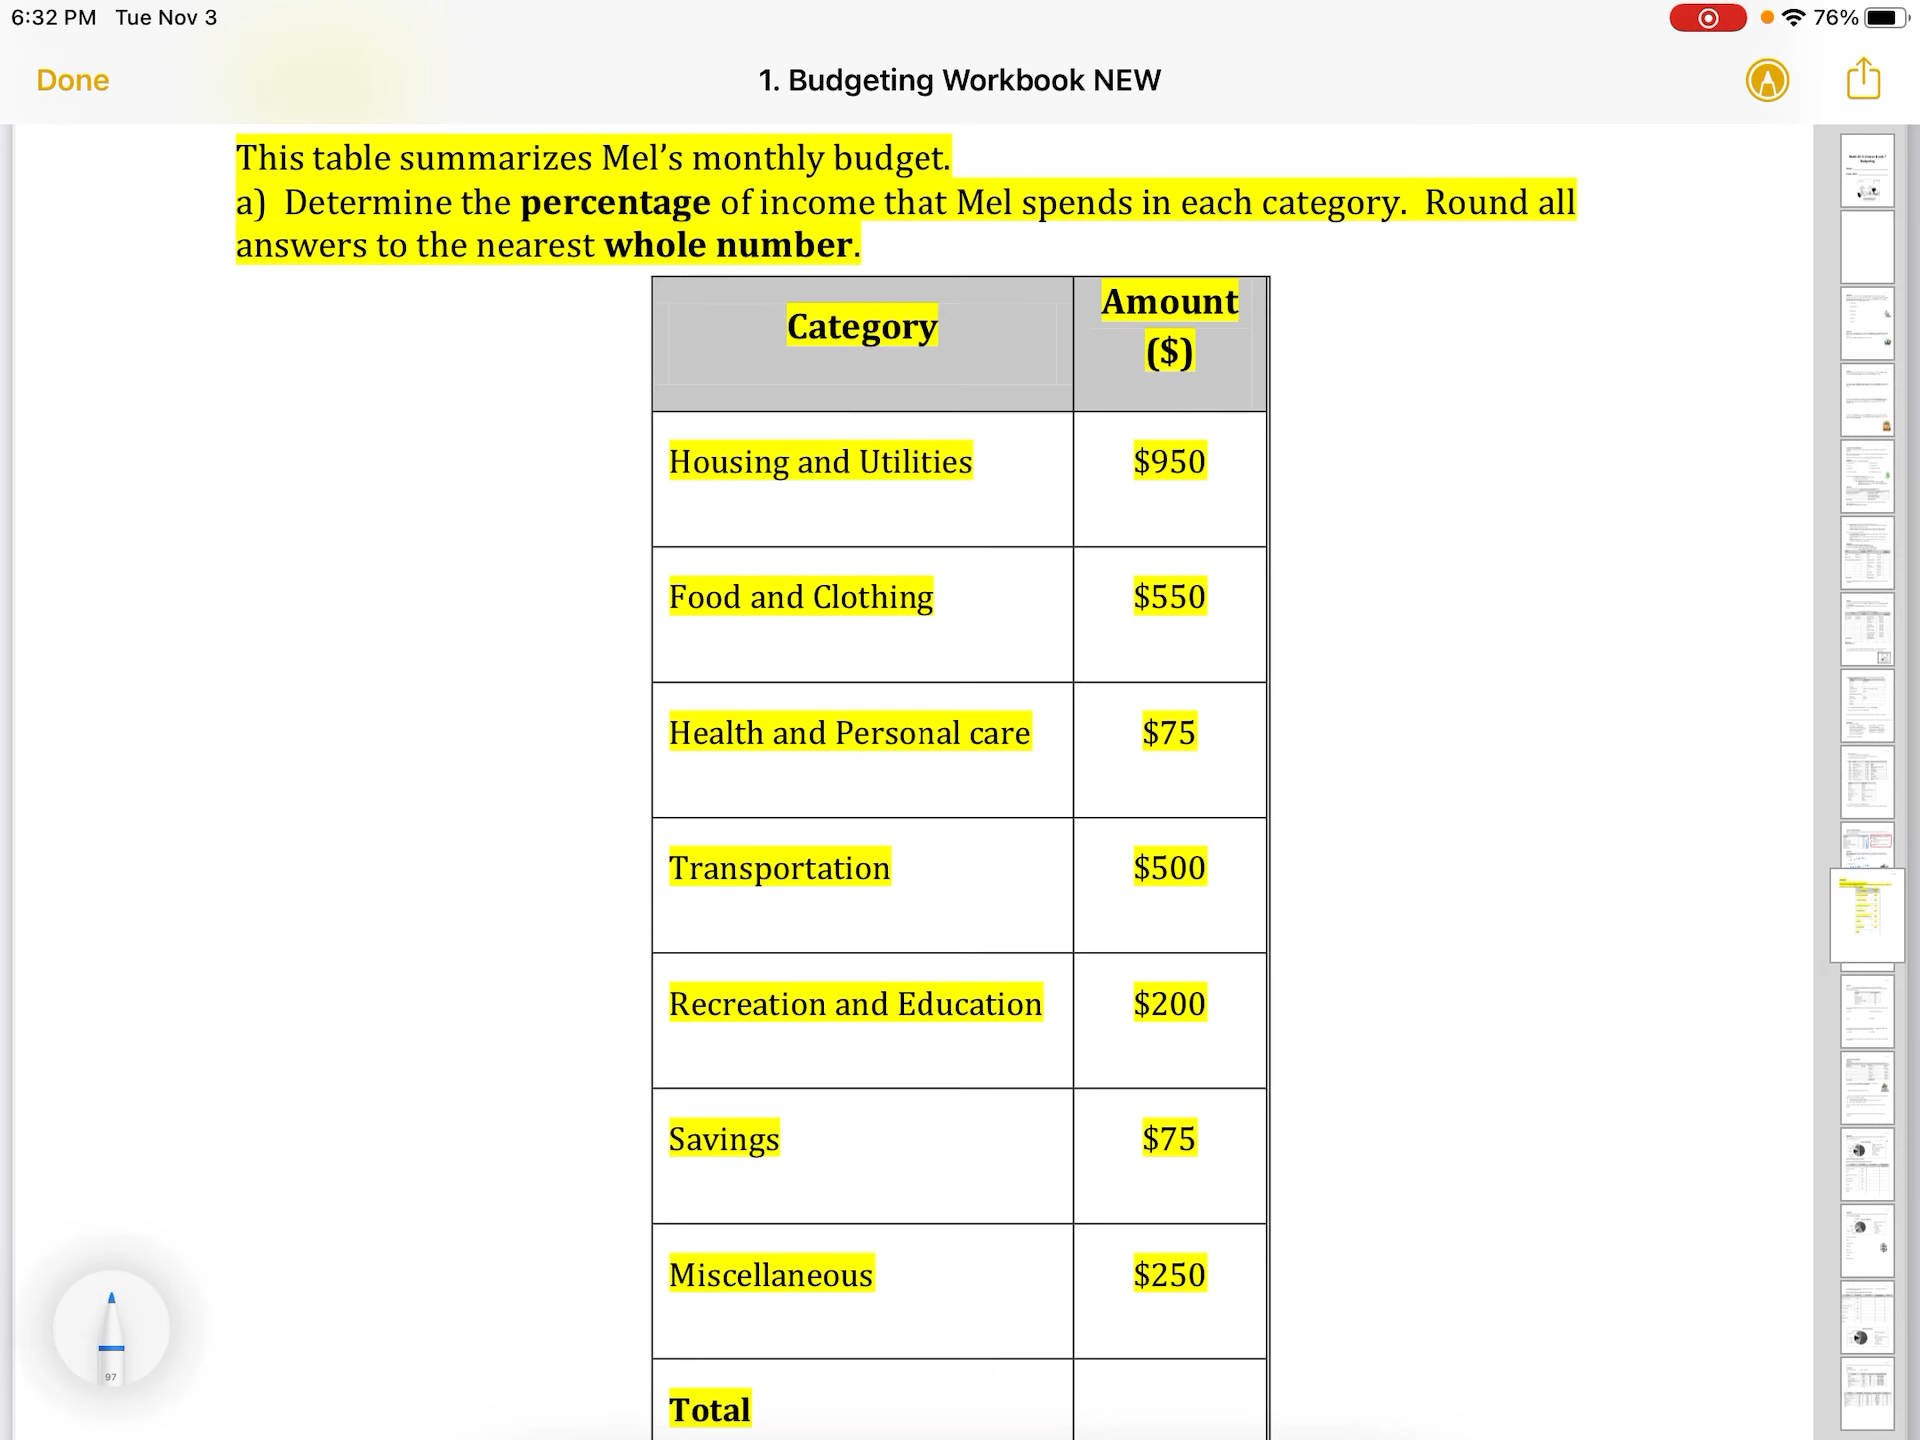 6:32 PM Tue Nov 3
76%
Done
1. Budgeting Workbook NEW
This table summarizes Mel’s monthly budget.
a) Determine the percentage of income that Mel spends in each category. Round all
answers to the nearest whole number.
Category
Amount
($)
Housing and Utilities $950
Food and Clothing $550
Health and Personal care $75
Transportation $500
Recreation and Education $200
Savings $75
Miscellaneous $250
Total
97